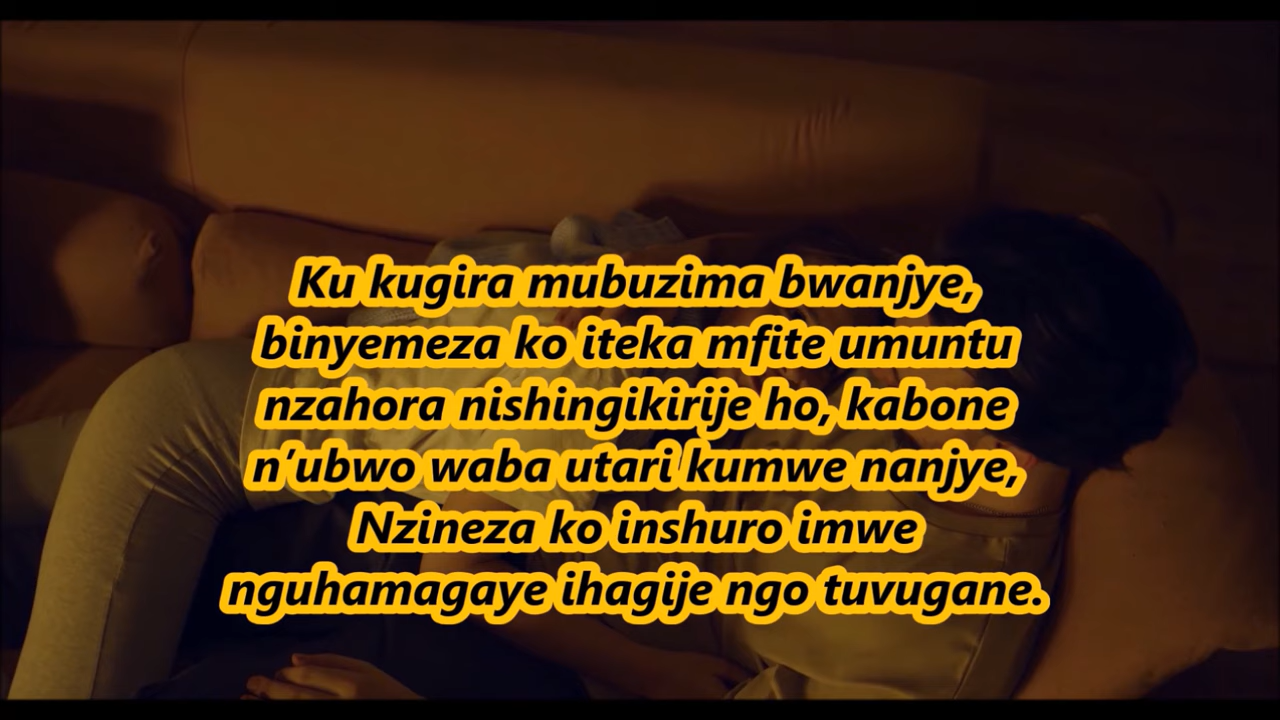 Ku kugira mubuzima bwanjye,
binyemeza ko iteka mfite umuntu
nzahora nishingikirije ho, kabone
n’ubwo waba utari kumwe nanjye,
Nzineza ko inshuro imwe
nguhamagaye ihagije ngo tuvugane.